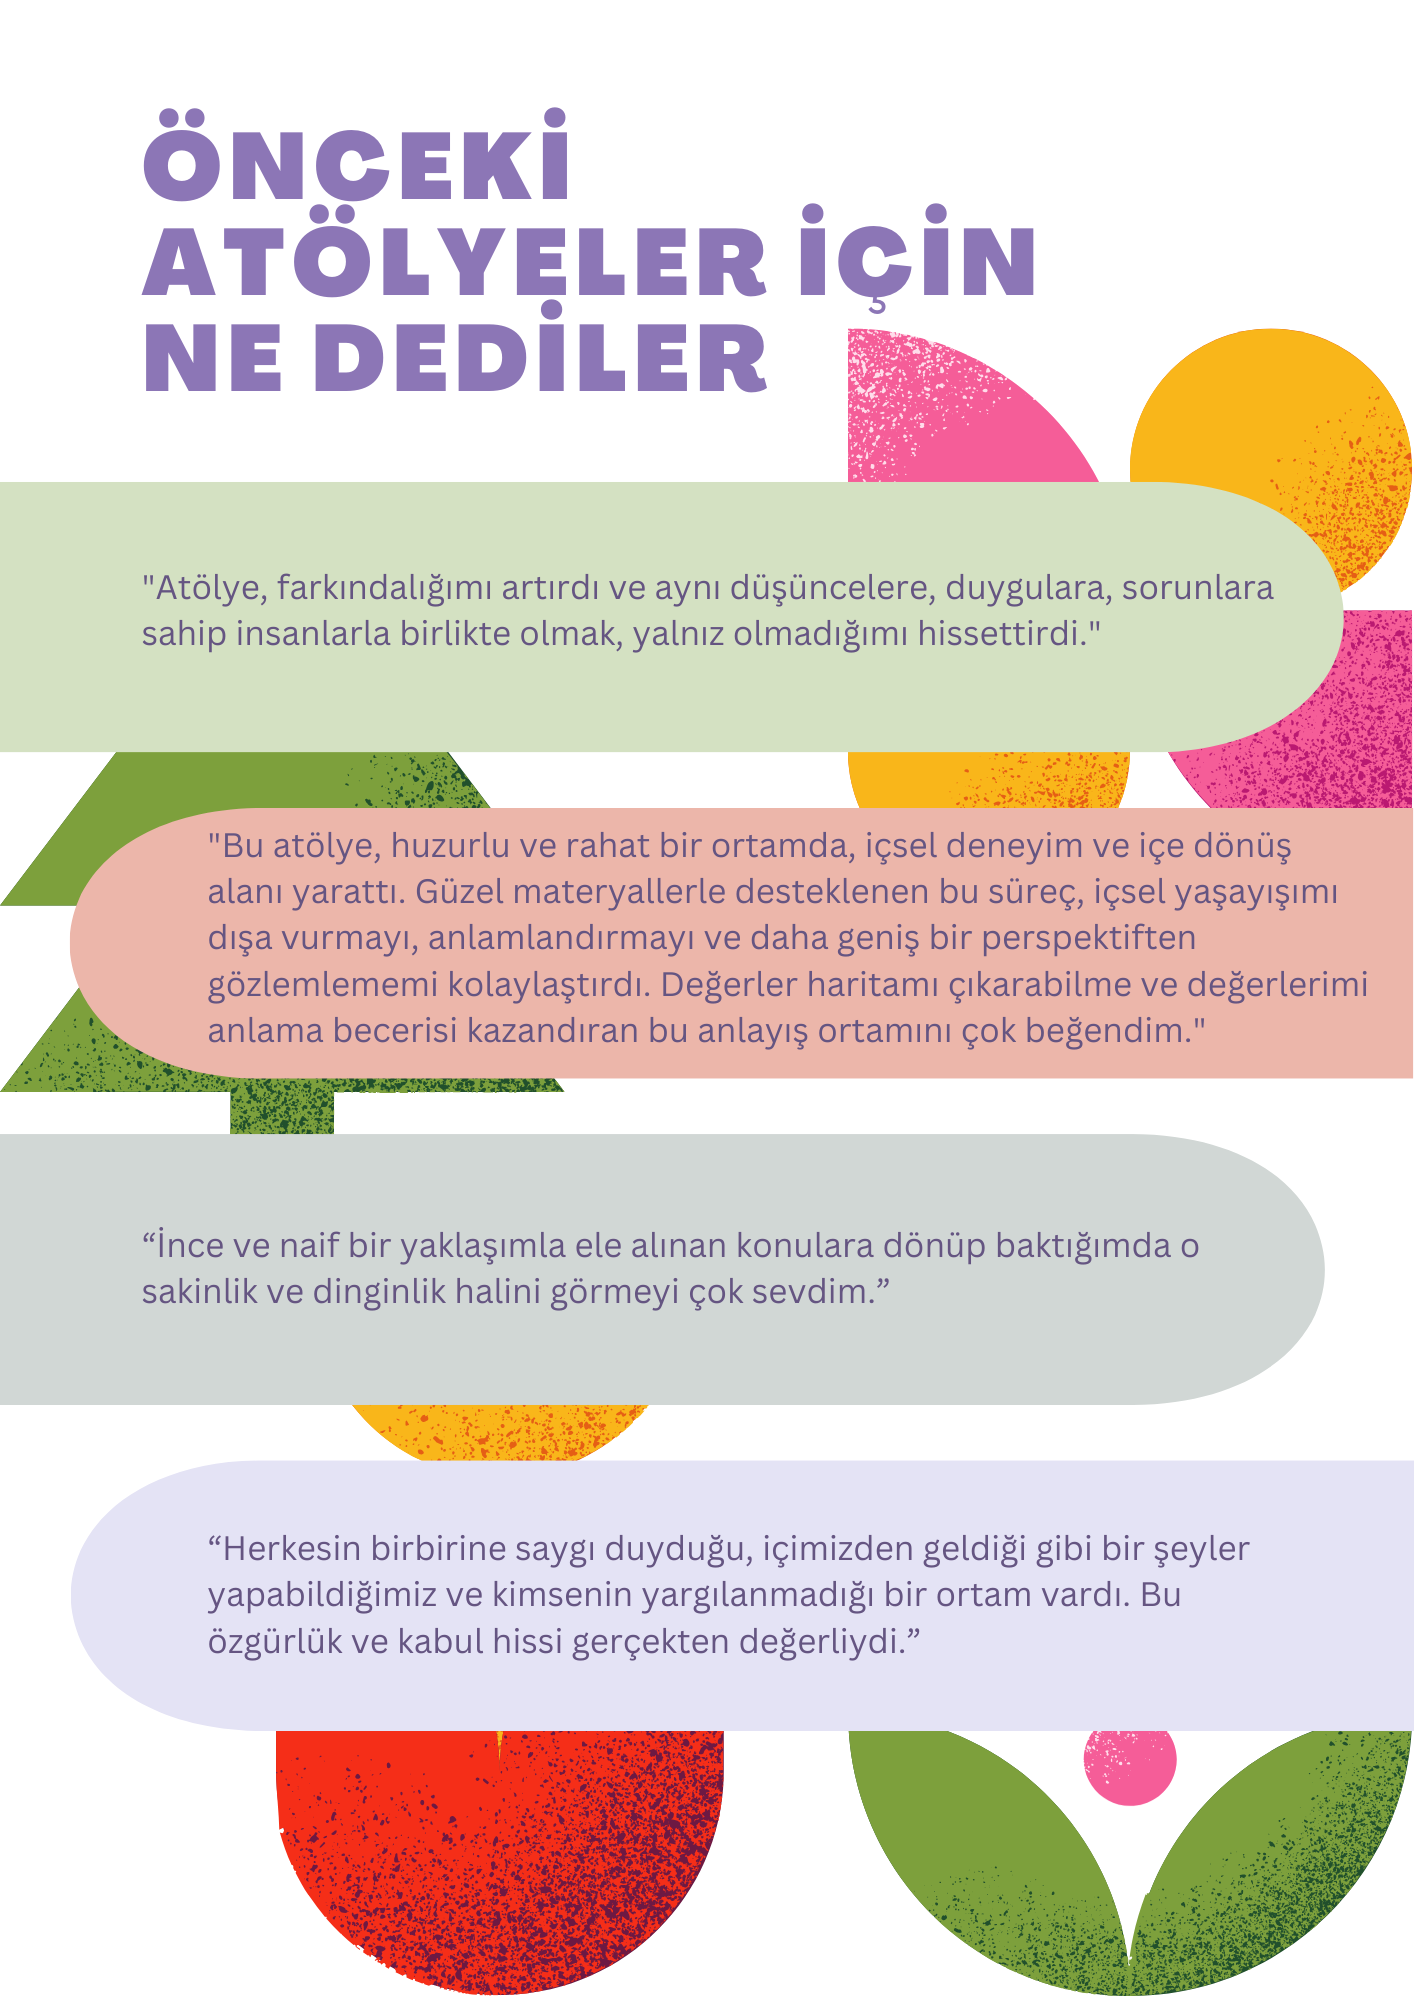 ÖNCEKİ
ATÖLYELER İÇİN
NE DEDİLER
"Atölye, farkındalığımı artırdı ve aynı düşüncelere, duygulara, sorunlara
sahip insanlarla birlikte olmak, yalnız olmadığımı hissettirdi."
"Bu atölye, huzurlu ve rahat bir ortamda, içsel deneyim ve içe dönüş
alanı yarattı. Güzel materyallerle desteklenen bu süreç, içsel yaşayışımı
dışa vurmayı, anlamlandırmayı ve daha geniş bir perspektiften
gözlemlememi kolaylaştırdı. Değerler haritamı çıkarabilme ve değerlerimi
anlama becerisi kazandıran bu anlayış ortamını çok beğendim."
“İnce ve naif bir yaklaşımla ele alınan konulara dönüp baktığımda o
sakinlik ve dinginlik halini görmeyi çok sevdim.”
“Herkesin birbirine saygı duyduğu, içimizden geldiği gibi bir şeyler
yapabildiğimiz ve kimsenin yargılanmadığı bir ortam vardı. Bu
özgürlük ve kabul hissi gerçekten değerliydi.”